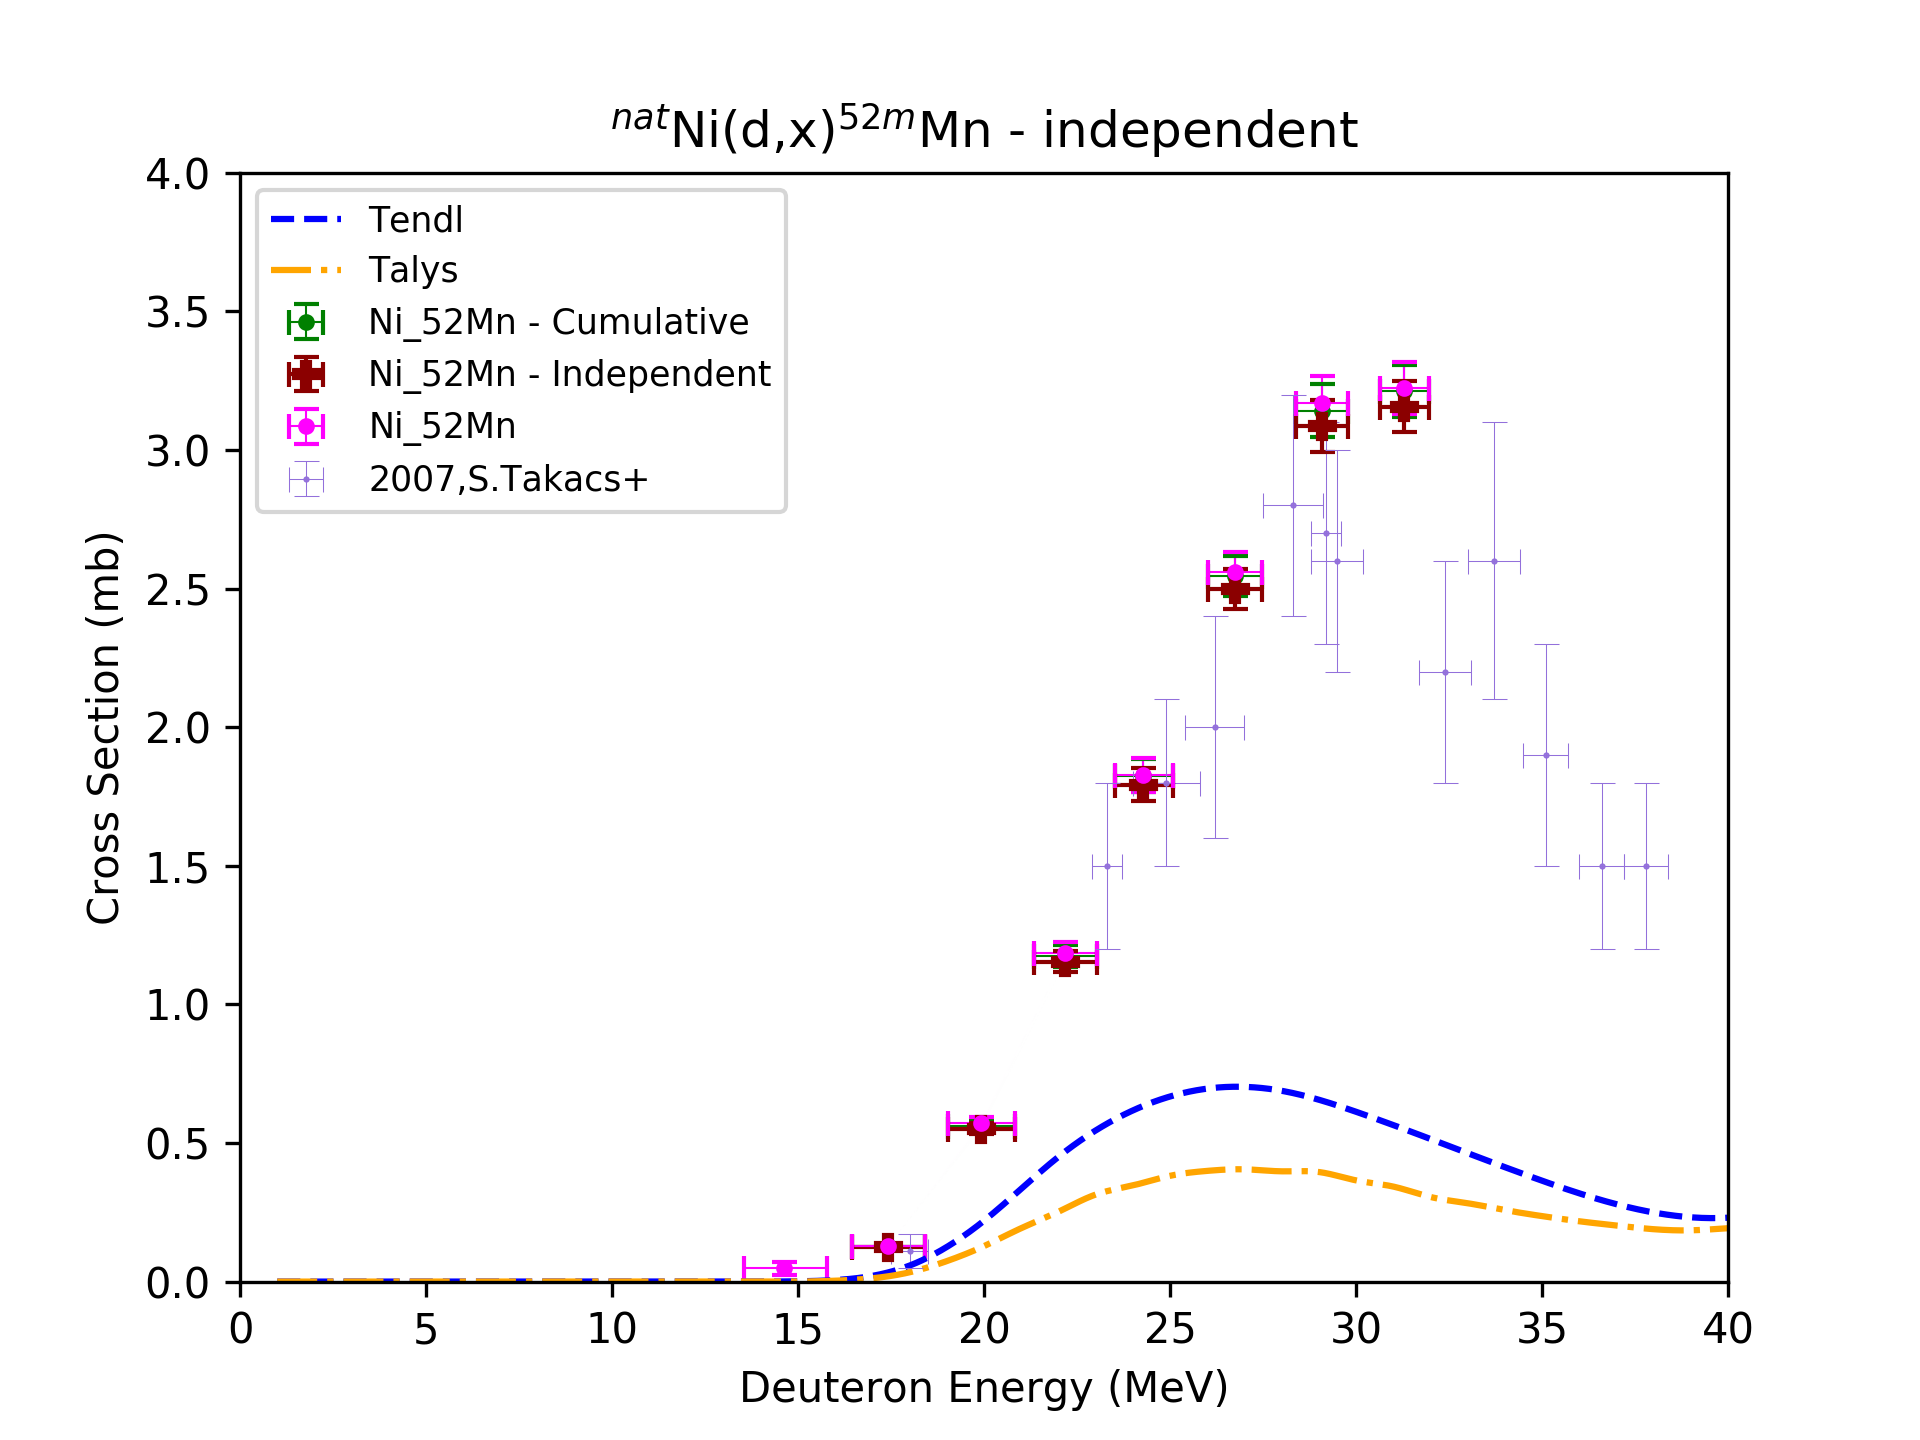 natNi(d,x)52mMn - independent
4.0
3.5
3.0
2.5
2.0
1.5
1.0
0.5
0.0
Cross Section (mb)
Tendl
Talys
Ni_52Mn - Cumulative
Ni_52Mn - Independent
Ni_52Mn
2007,S.Takacs+
0 5 10 15 20 25 30 35 40
Deuteron Energy (MeV)